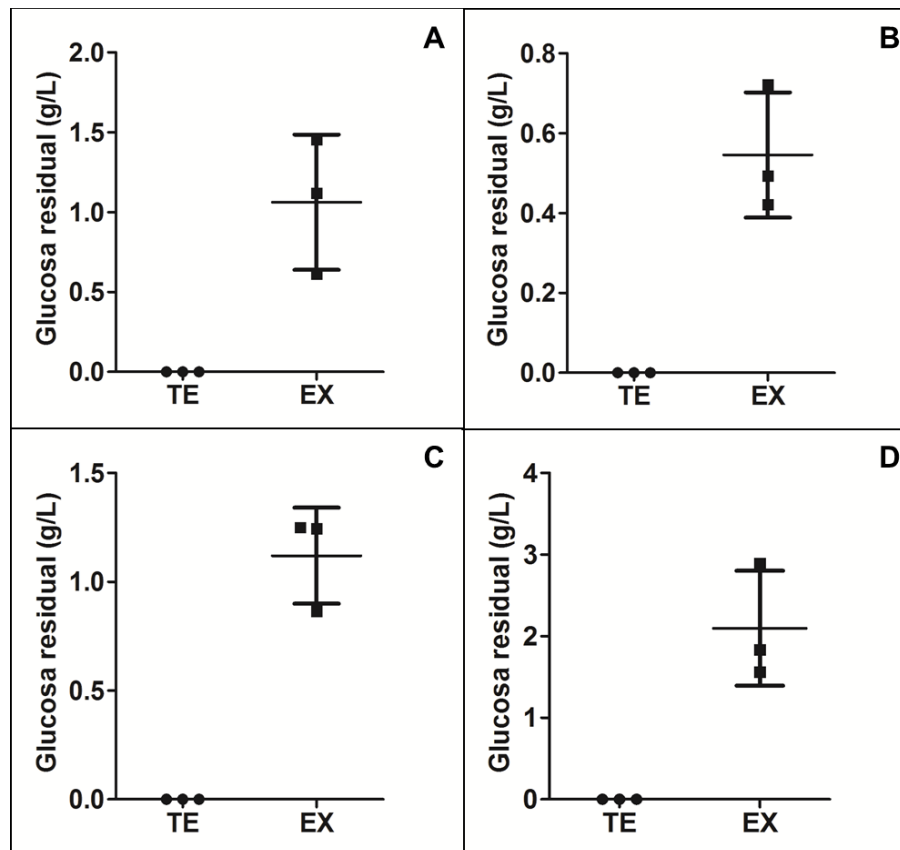 A
Glucosa residual (g/L)
2.0
1.5
1.0
0.5
0.0
TE EX
B
Glucosa residual (g/L)
0.8
0.6
0.4
0.2
0.0
TE EX
C
Glucosa residual (g/L)
1.5
1.0
0.5
0.0
TE EX
D
Glucosa residual (g/L)
4
3
2
1
0
TE EX